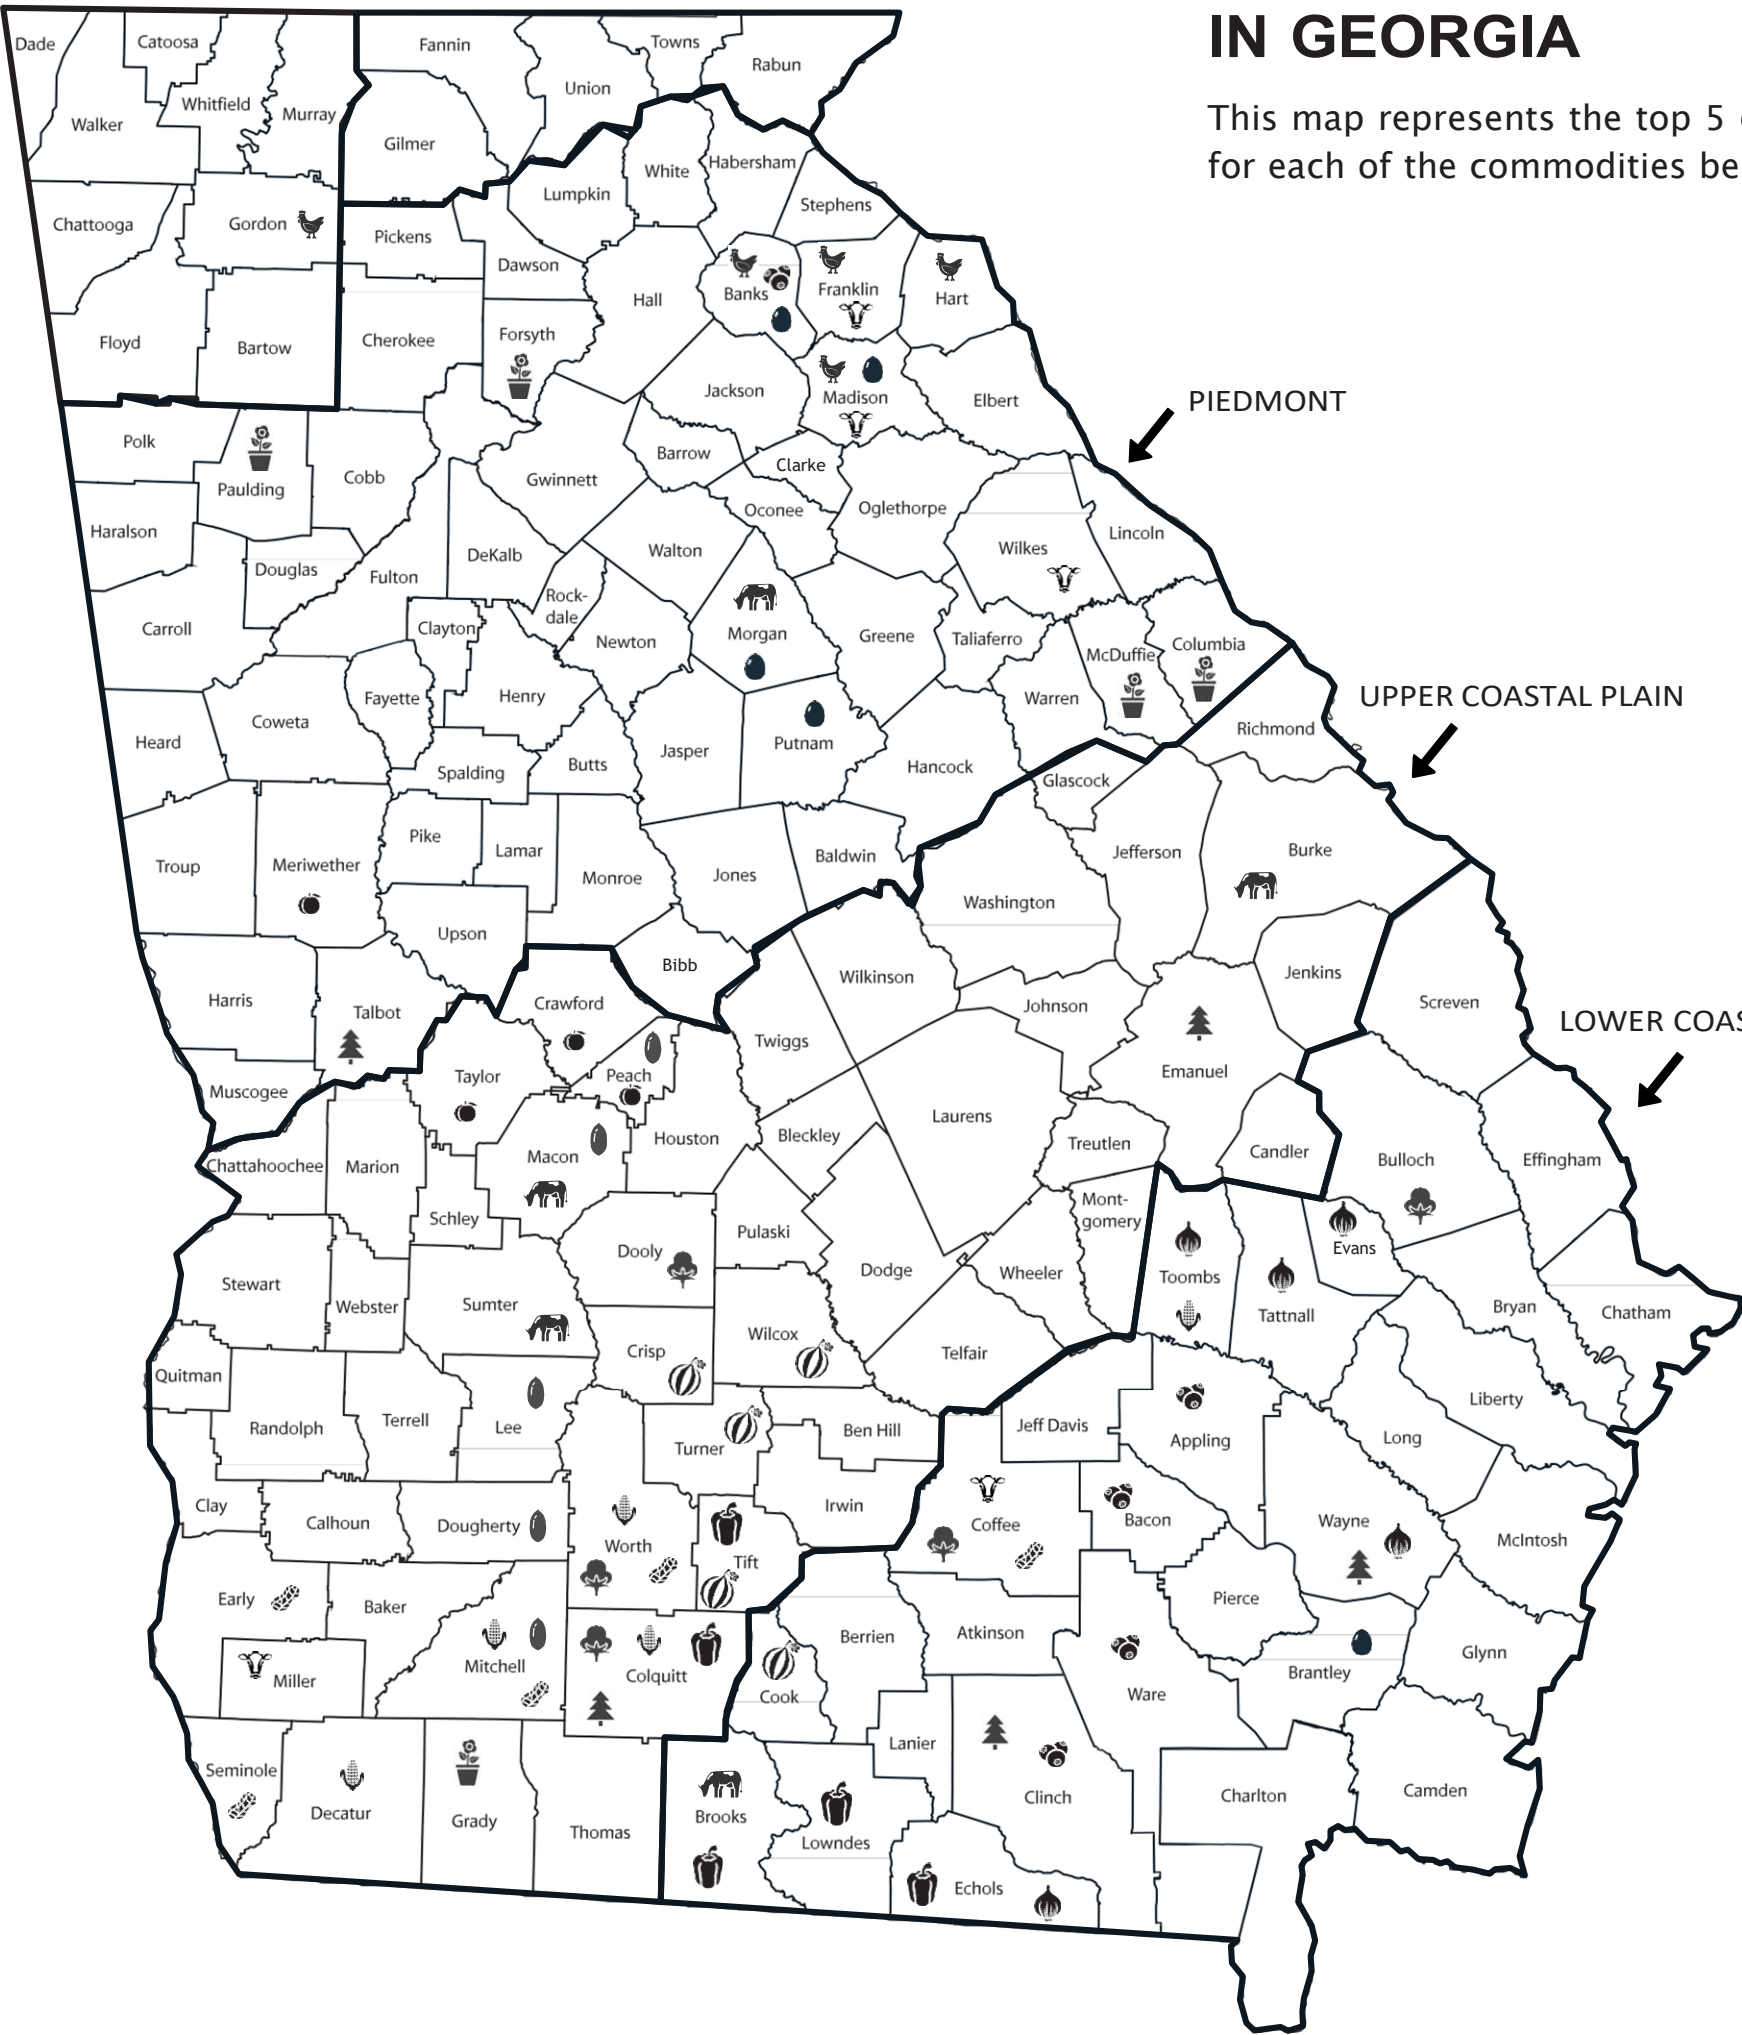 IN GEORGIA
This map represents the top 5
for each of the commodities be
Dade
Catoosa
Fannin
Towns
Rabun
Union
Whitfield
Murray
Walker
Gilmer
White
Habersham
Lumpkin
Stephens
Chattooga
Gordon
Pickens
Dawson
Hall
Banks
Franklin
Hart
Floyd
Bartow
Cherokee
Forsyth
Jackson
Madison
Elbert
PIEDMONT
Polk
Paulding
Cobb
Gwinnett
Barrow
Clarke
Oconee
Oglethorpe
Haralson
Douglas
Fulton
DeKalb
Walton
Wilkes
Lincoln
Rock-
dale
Carroll
Clayton
Newton
Morgan
Greene
Taliaferro
McDuffie
Columbia
Fayette
Henry
Warren
UPPER COASTAL PLAIN
Coweta
Heard
Spalding
Butts
Jasper
Putnam
Hancock
Glascock
Richmond
Troup
Meriwether
Pike
Lamar
Monroe
Jones
Baldwin
Jefferson
Burke
Washington
Upson
Bibb
Wilkinson
Jenkins
Harris
Talbot
Crawford
Johnson
Screven
LOWER COAS
Twiggs
Taylor
Peach
Emanuel
Muscogee
Laurens
Houston
Bleckley
Treutlen
Candler
Chattahoochee
Marion
Macon
Bulloch
Effingham
Schley
Mont-
gomery
Pulaski
Dooly
Evans
Stewart
Webster
Sumter
Dodge
Wheeler
Toombs
Tattnall
Bryan
Chatham
Crisp
Wilcox
Telfair
Quitman
Randolph
Terrell
Lee
Turner
Ben Hill
Jeff Davis
Appling
Long
Liberty
Clay
Calhoun
Dougherty
Irwin
Coffee
Bacon
Wayne
McIntosh
Worth
Tift
Early
Baker
Pierce
Mitchell
Colquitt
Berrien
Atkinson
Glynn
Miller
Cook
Ware
Brantley
Seminole
Lanier
Decatur
Grady
Thomas
Brooks
Lowndes
Clinch
Charlton
Camden
Echols